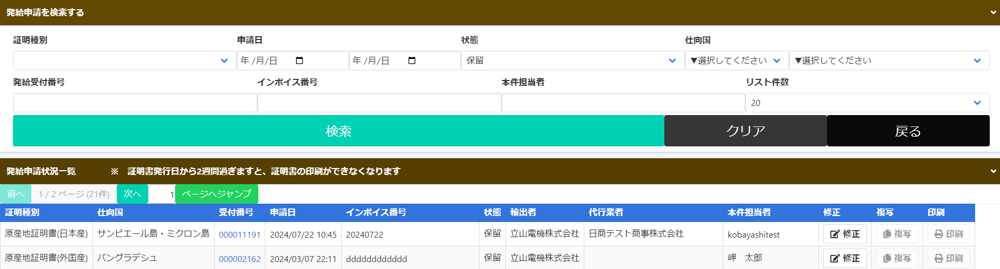 発給申請を検索する
証明種別 申請日 状態 仕向国
年 /月/日 年 /月/日 保留 ▼選択してください ▼選択してください
発給受付番号 インボイス番号 本件担当者 リスト件数
20
検索 クリア 戻る
発給申請状況一覧 ※ 証明書発行日から2週間過ぎますと、証明書の印刷ができなくなります
前へ 1 / 2 ページ (21件) 次へ 1 ページへジャンプ
証明種別 仕向国 受付番号 申請日 インボイス番号 状態 輸出者 代行業者 本件担当者 修正 複写 印刷
原産地証明書(日本産) サンピエール島・ミクロン島 000011191 2024/07/22 10:45 20240722 保留 立山電機株式会社 日商テスト商事株式会社 kobayashitest 修正 複写 印刷
原産地証明書(外国産) バングラデシュ 000002162 2024/03/07 22:11 dddddddddddd 保留 立山電機株式会社 岬 太郎 修正 複写 印刷